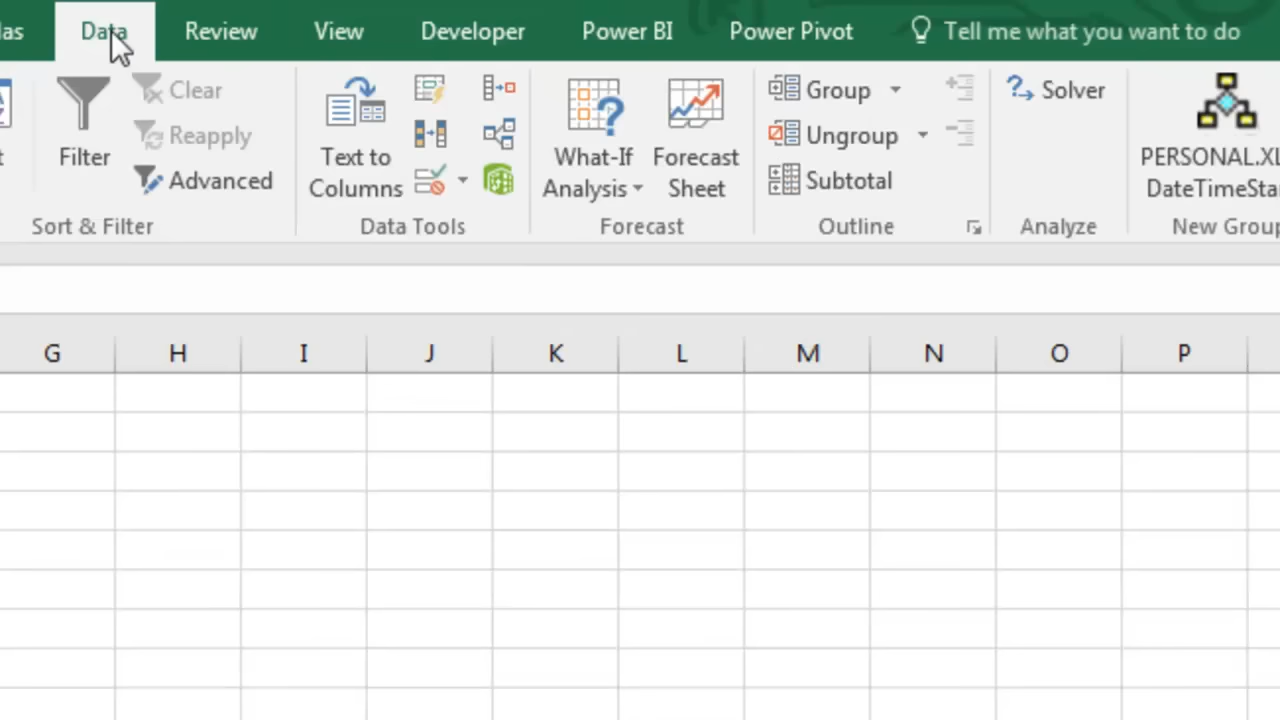 las Data Review View Developer Power BI Power Pivot Tell me what you want to do
Clear Group Solver
Reapply Ungroup
Filter Text to What-If Forecast PERSONAL.XL
Advanced Columns Analysis Sheet Subtotal DateTimeSta
Sort & Filter Data Tools Forecast Outline Analyze New Group
G H I J K L M N O P